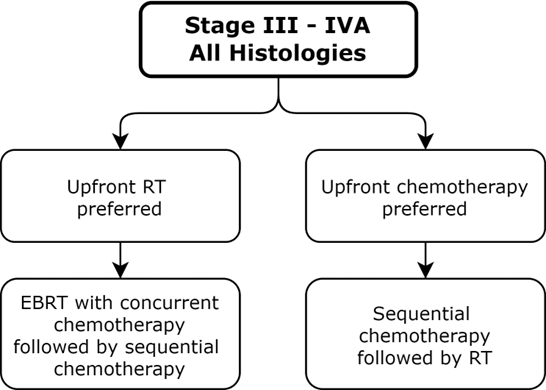 Stage III - IVA
All Histologies
Upfront RT
preferred
Upfront chemotherapy
preferred
EBRT with concurrent
chemotherapy
followed by sequential
chemotherapy
Sequential
chemotherapy
followed by RT